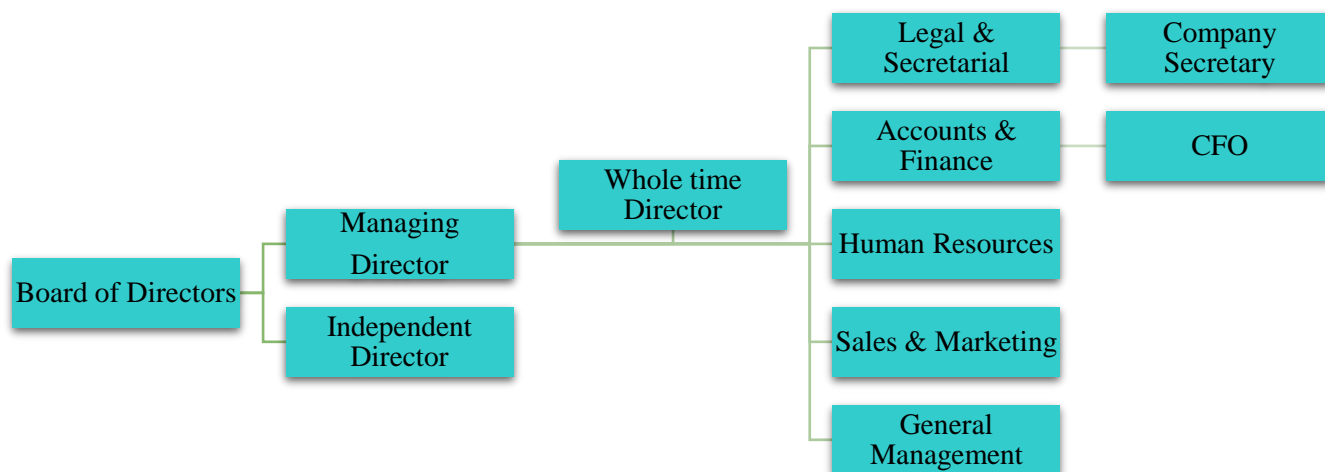 Board of Directors
Managing
Director
Independent
Director
Whole time
Director
Legal &
Secretarial
Company
Secretary
Accounts &
Finance
CFO
Human Resources
Sales & Marketing
General
Management